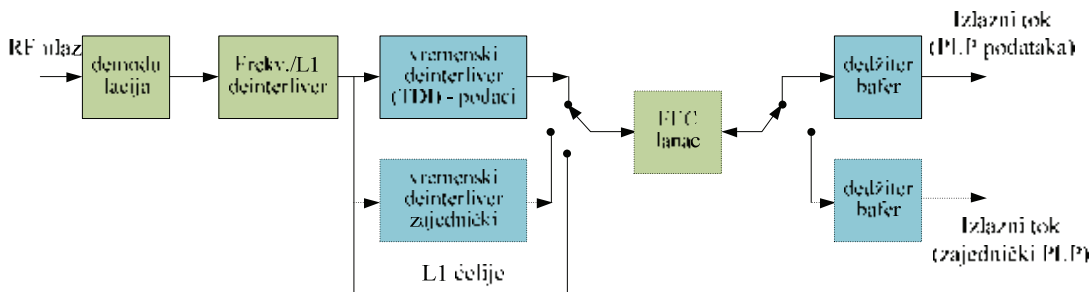 RF ulaz
demodu
lacija
Frekv./L1
deinterliver
vremenski
deinterliver
(TDI) - podaci
vremenski
deinterliver
zajednički
L1 ćelije
FEC
lanac
dedžiter
bafer
Izlazni tok
(PLP podataka)
dedžiter
bafer
Izlazni tok
(zajednički PLP)